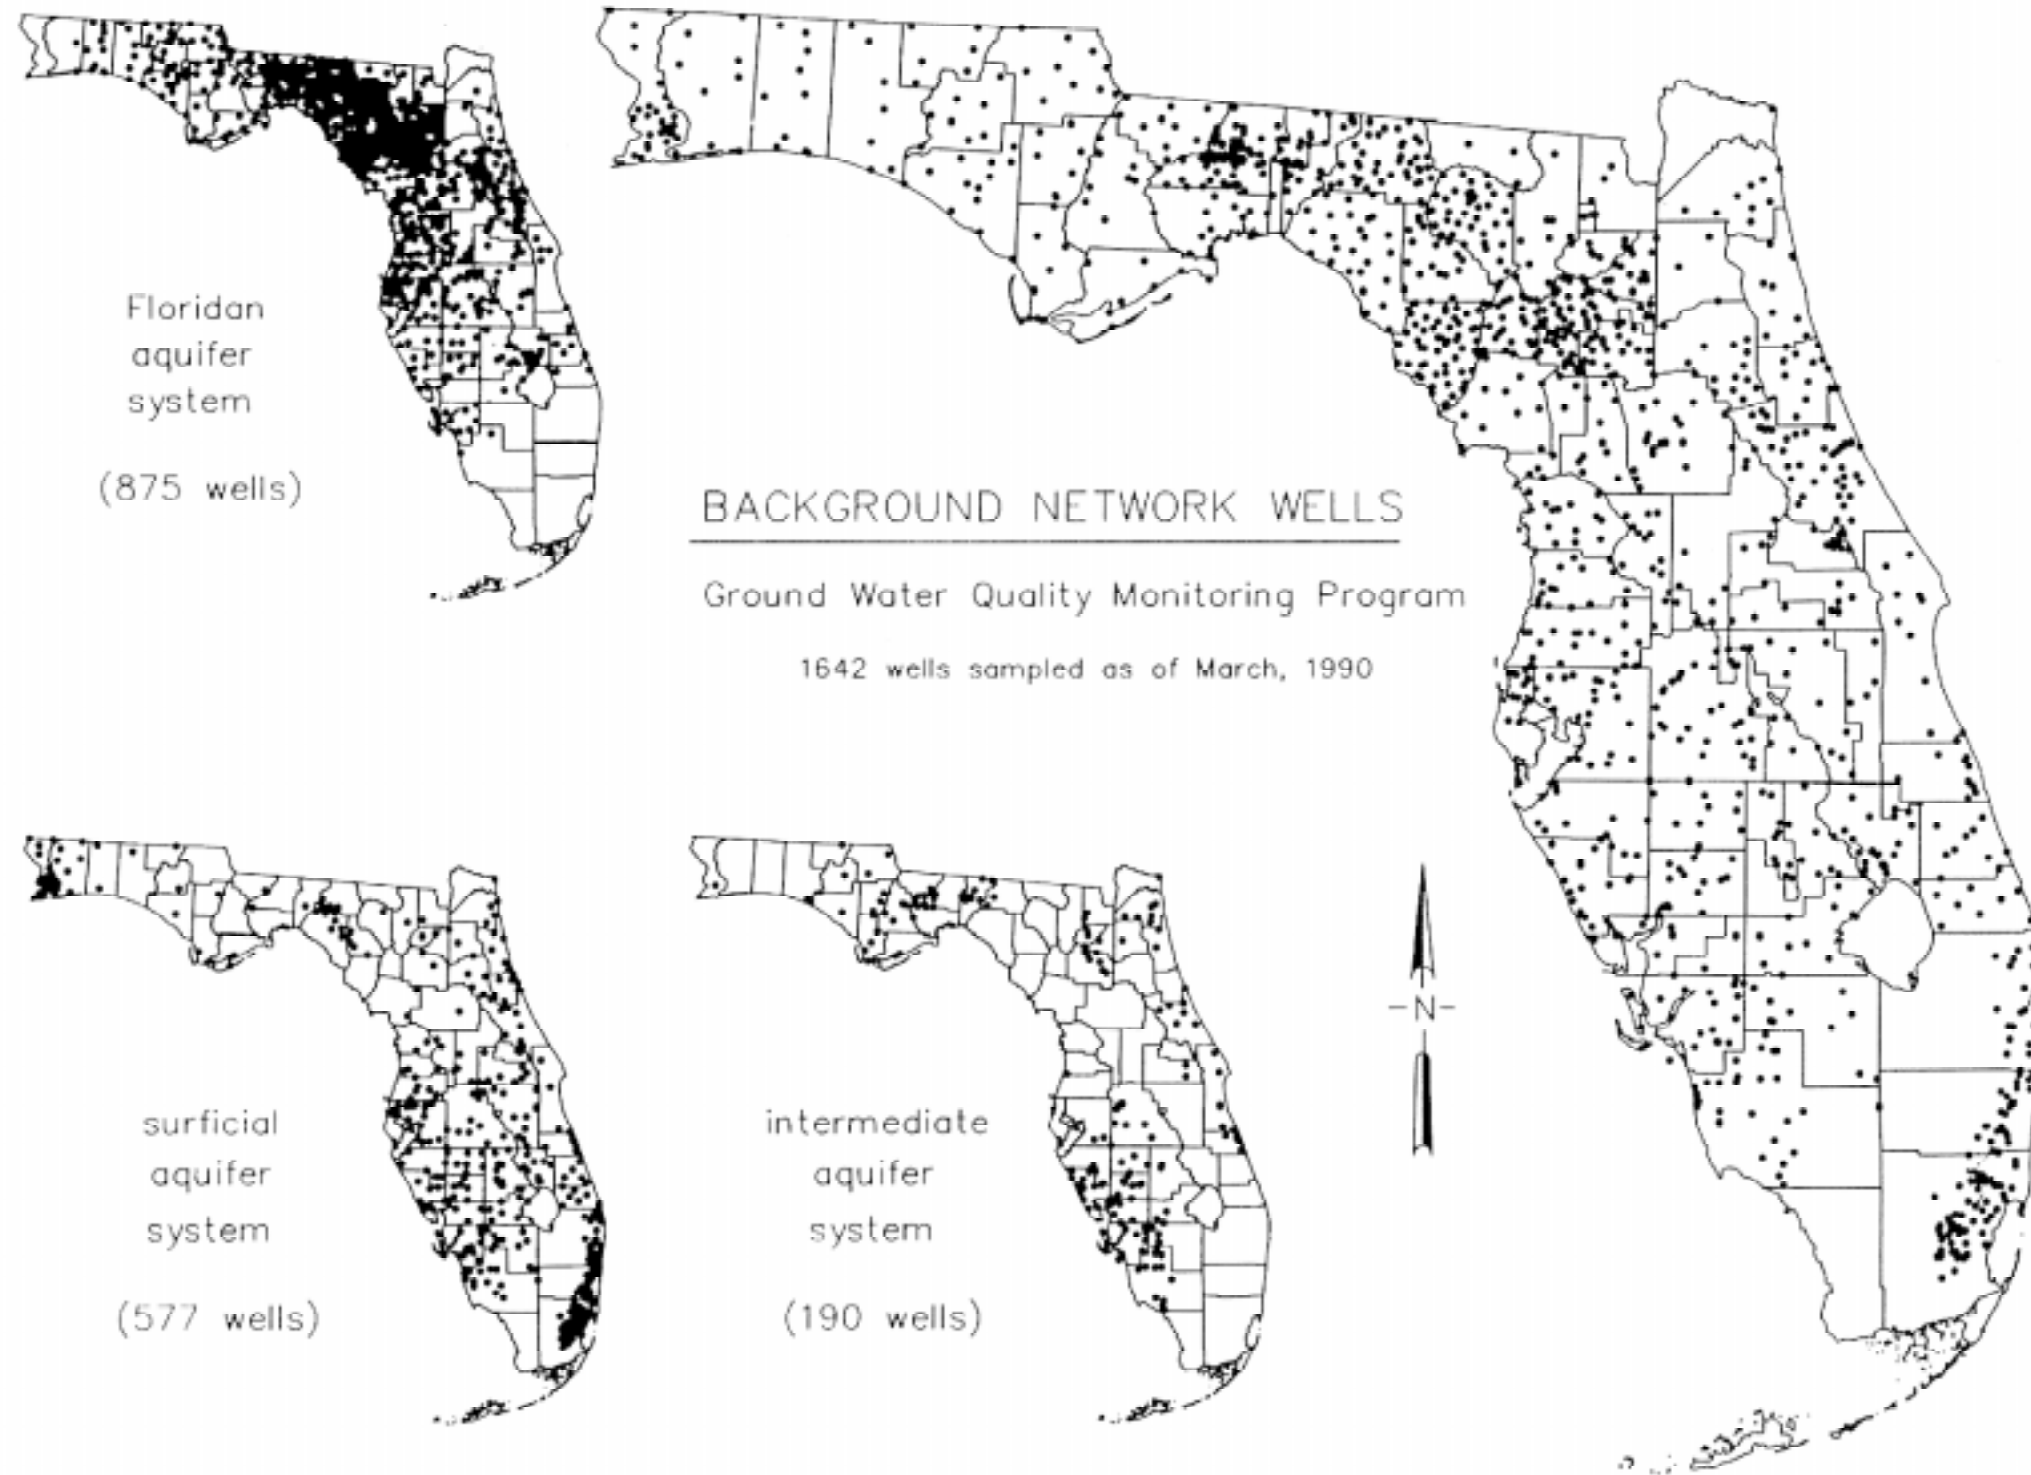 Floridan
aquifer
system
(875 wells)
BACKGROUND NETWORK WELLS
Ground Water Quality Monitoring Program
1642 wells sampled as of March, 1990
surficial
aquifer
system
(577 wells)
intermediate
aquifer
system
(190 wells)
-N-